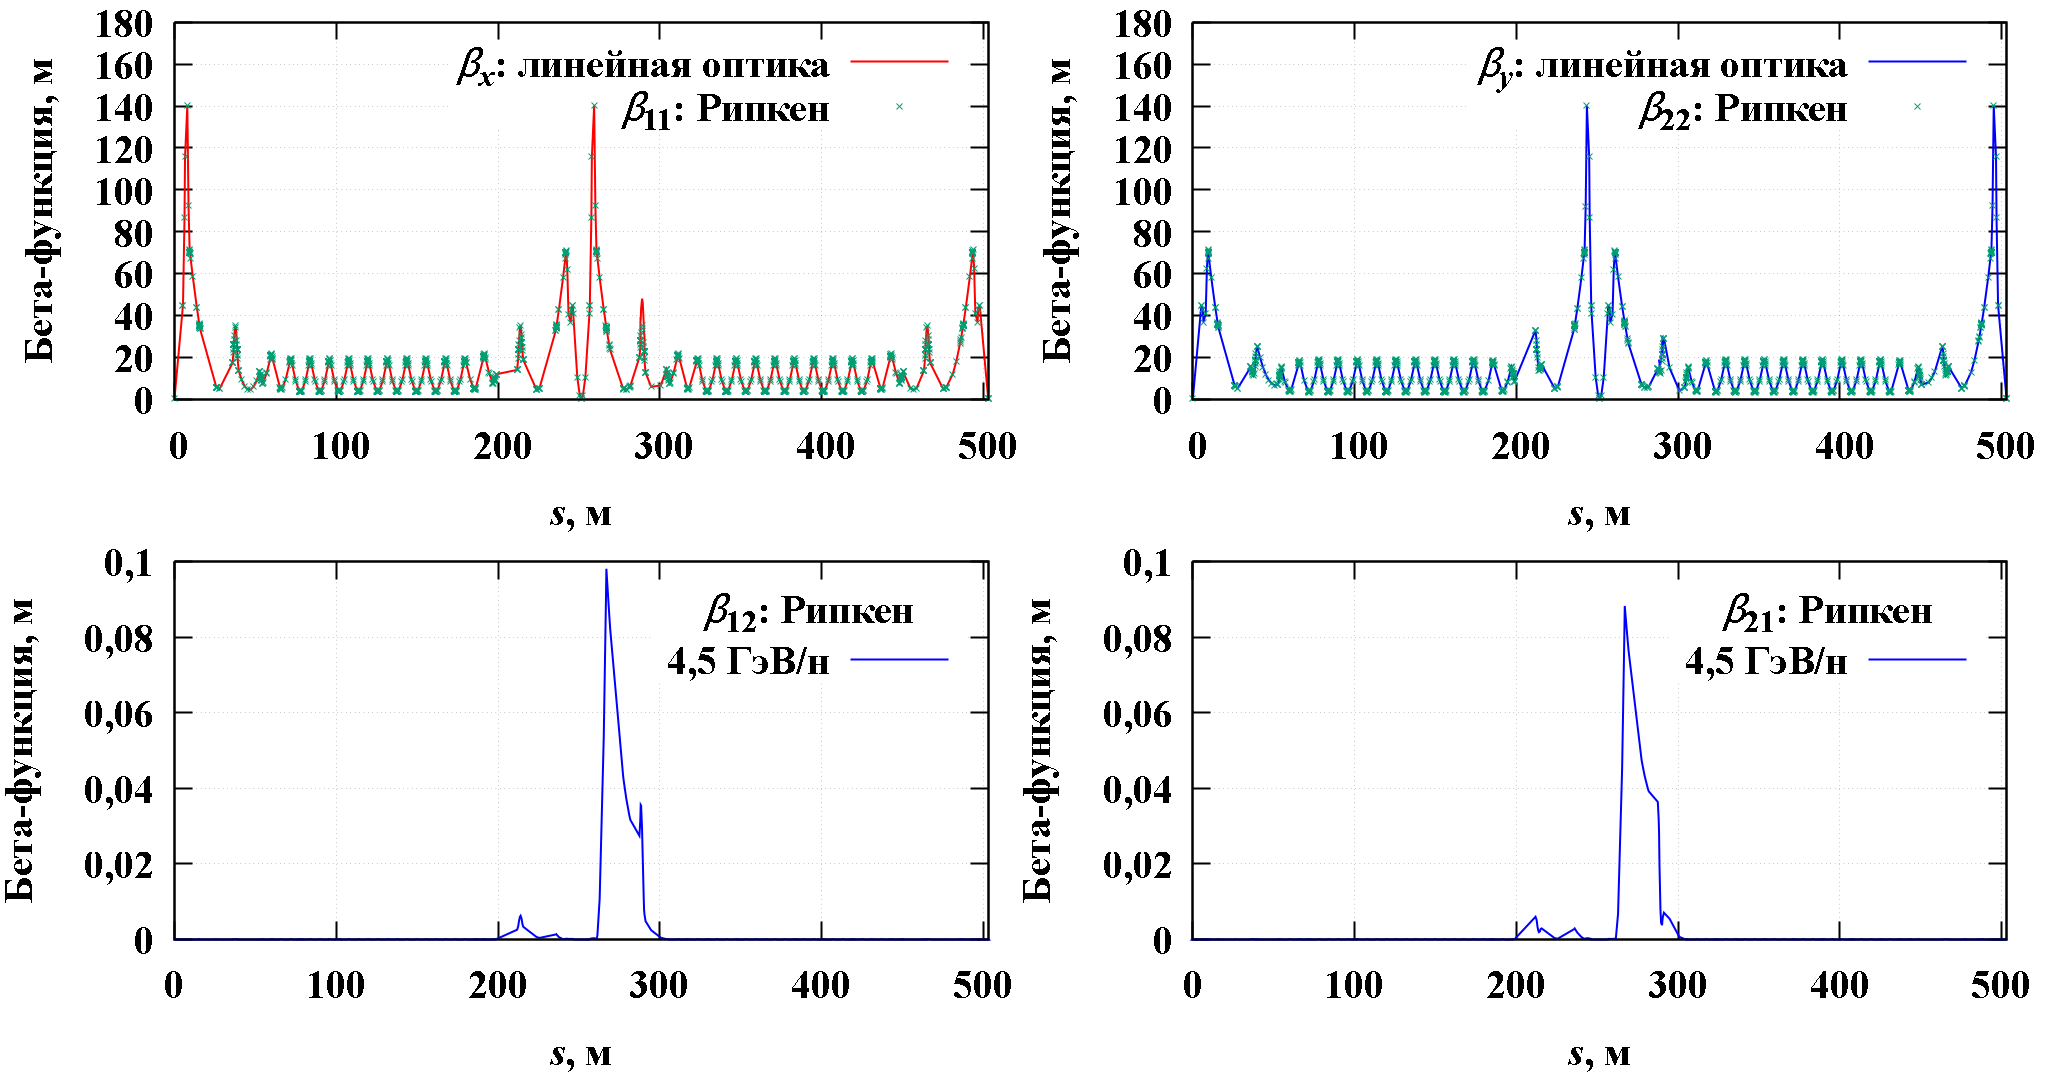 180
160
140
120
100
80
60
40
20
0
Бета-функция, м
βx: линейная оптика
β11: Рипкен
0 100 200 300 400 500
s, м
180
160
140
120
100
80
60
40
20
0
Бета-функция, м
βy: линейная оптика
β22: Рипкен
0 100 200 300 400 500
s, м
0,1
0,08
0,06
0,04
0,02
0
Бета-функция, м
β12: Рипкен
4,5 ГэВ/н
0 100 200 300 400 500
s, м
0,1
0,08
0,06
0,04
0,02
0
Бета-функция, м
β21: Рипкен
4,5 ГэВ/н
0 100 200 300 400 500
s, м